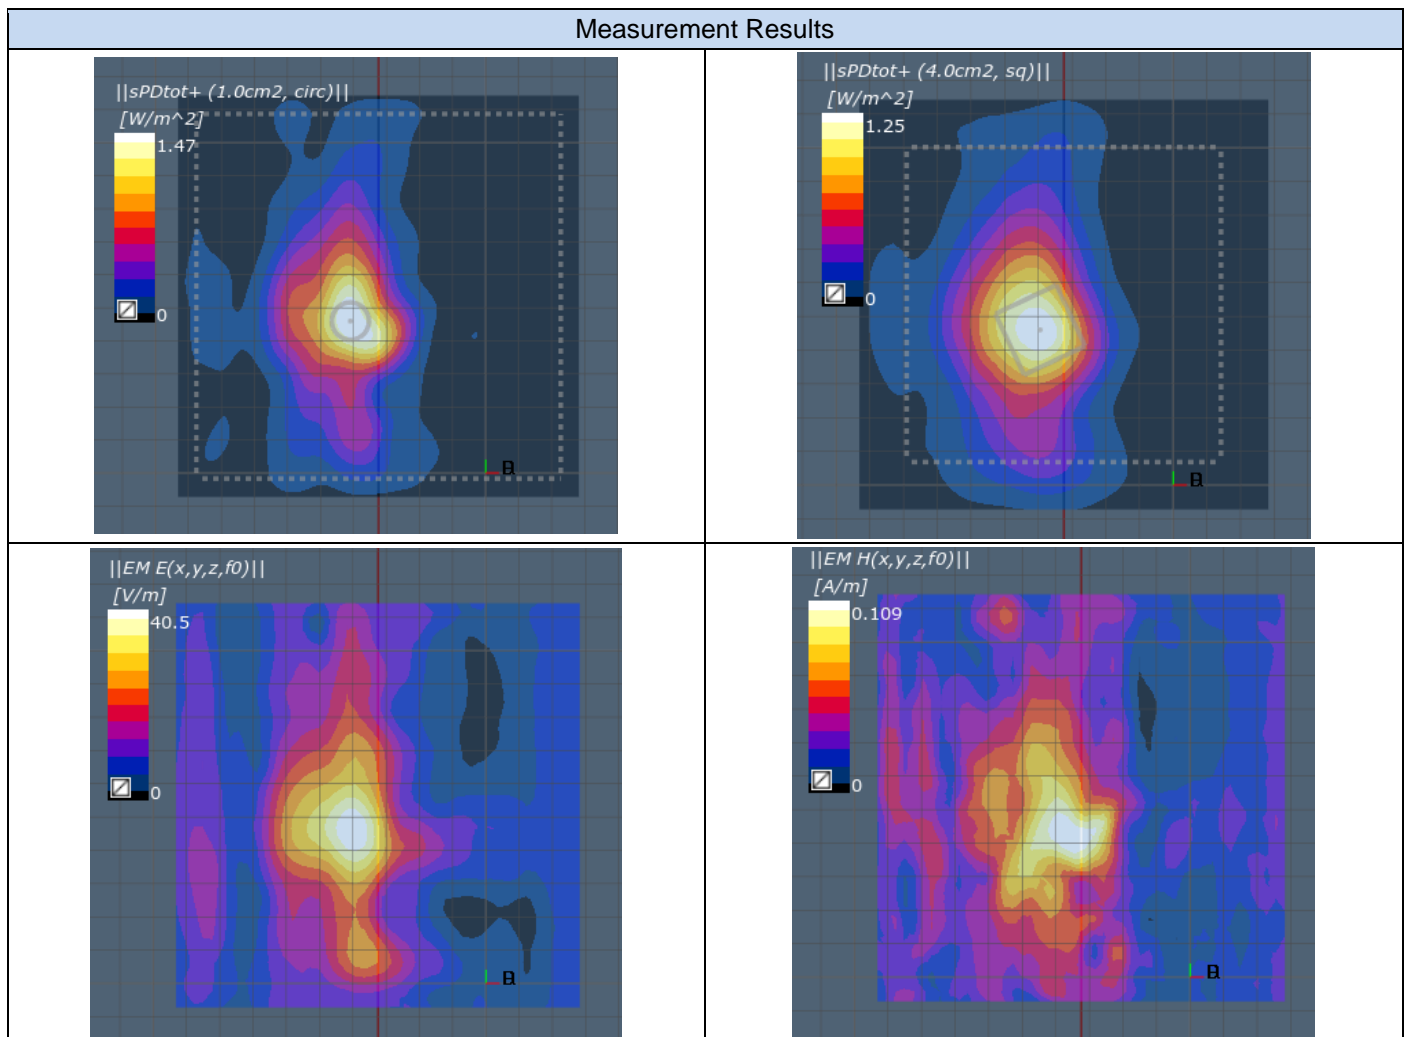 Measurement Results
||sPDtot+ (1.0cm2, circ)||
[W/m^2]
1.47
0
||sPDtot+ (4.0cm2, sq)||
[W/m^2]
1.25
0
||EM E(x,y,z,f0)||
[V/m]
40.5
0
||EM H(x,y,z,f0)||
[A/m]
0.109
0